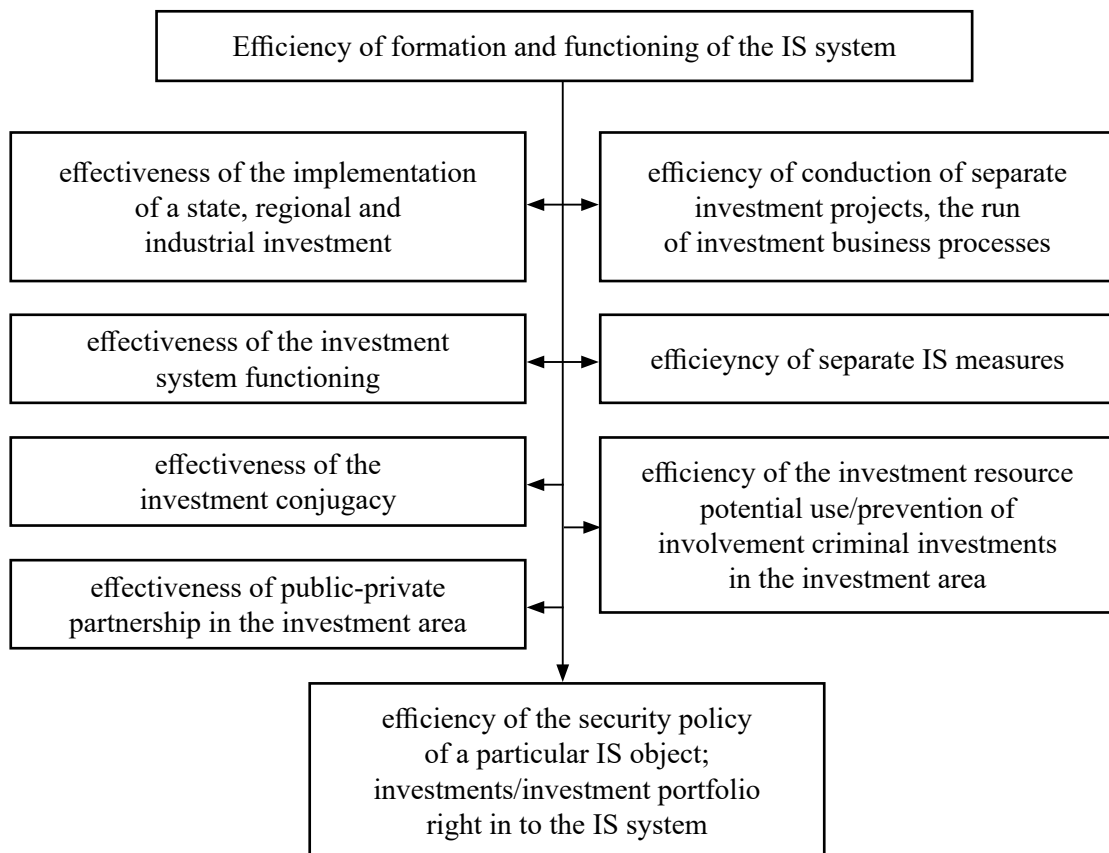 Efficiency of formation and functioning of the IS system
effectiveness of the implementation
of a state, regional and
industrial investment
efficiency of conduction of separate
investment projects, the run
of investment business processes
effectiveness of the investment
system functioning
efficieyncy of separate IS measures
effectiveness of the
investment conjugacy
efficiency of the investment resource
potential use/prevention of
involvement criminal investments
in the investment area
effectiveness of public-private
partnership in the investment area
efficiency of the security policy
of a particular IS object;
investments/investment portfolio
right in to the IS system